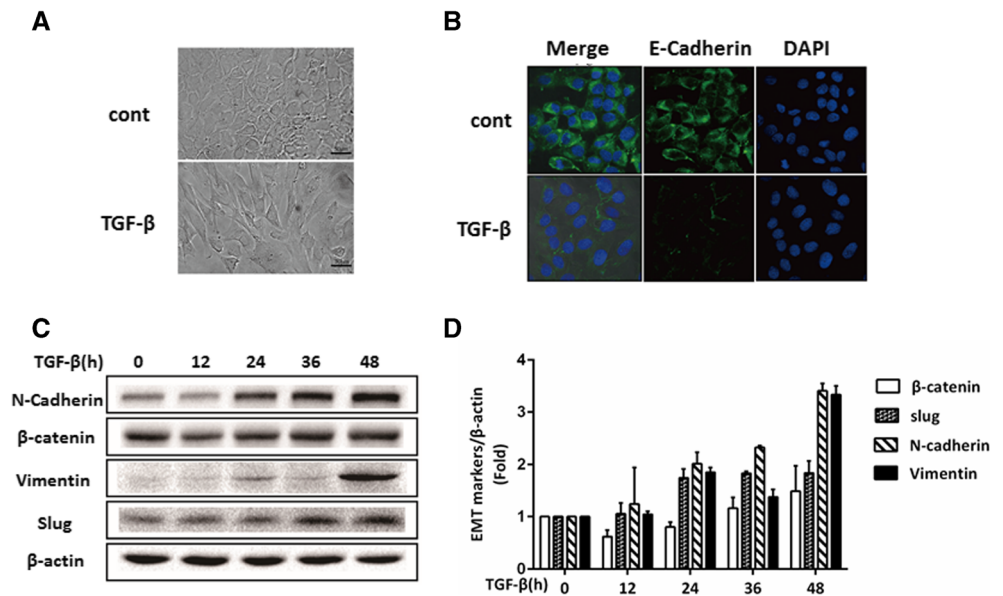 A
cont
TGF-β
B
Merge E-Cadherin DAPI
cont
TGF-β
C
TGF-β(h) 0 12 24 36 48
N-Cadherin
β-catenin
Vimentin
Slug
β-actin
D
EMT markers/β-actin
(Fold)
4
3
2
1
0
TGF-β(h) 0 12 24 36 48
β-catenin
slug
N-cadherin
Vimentin